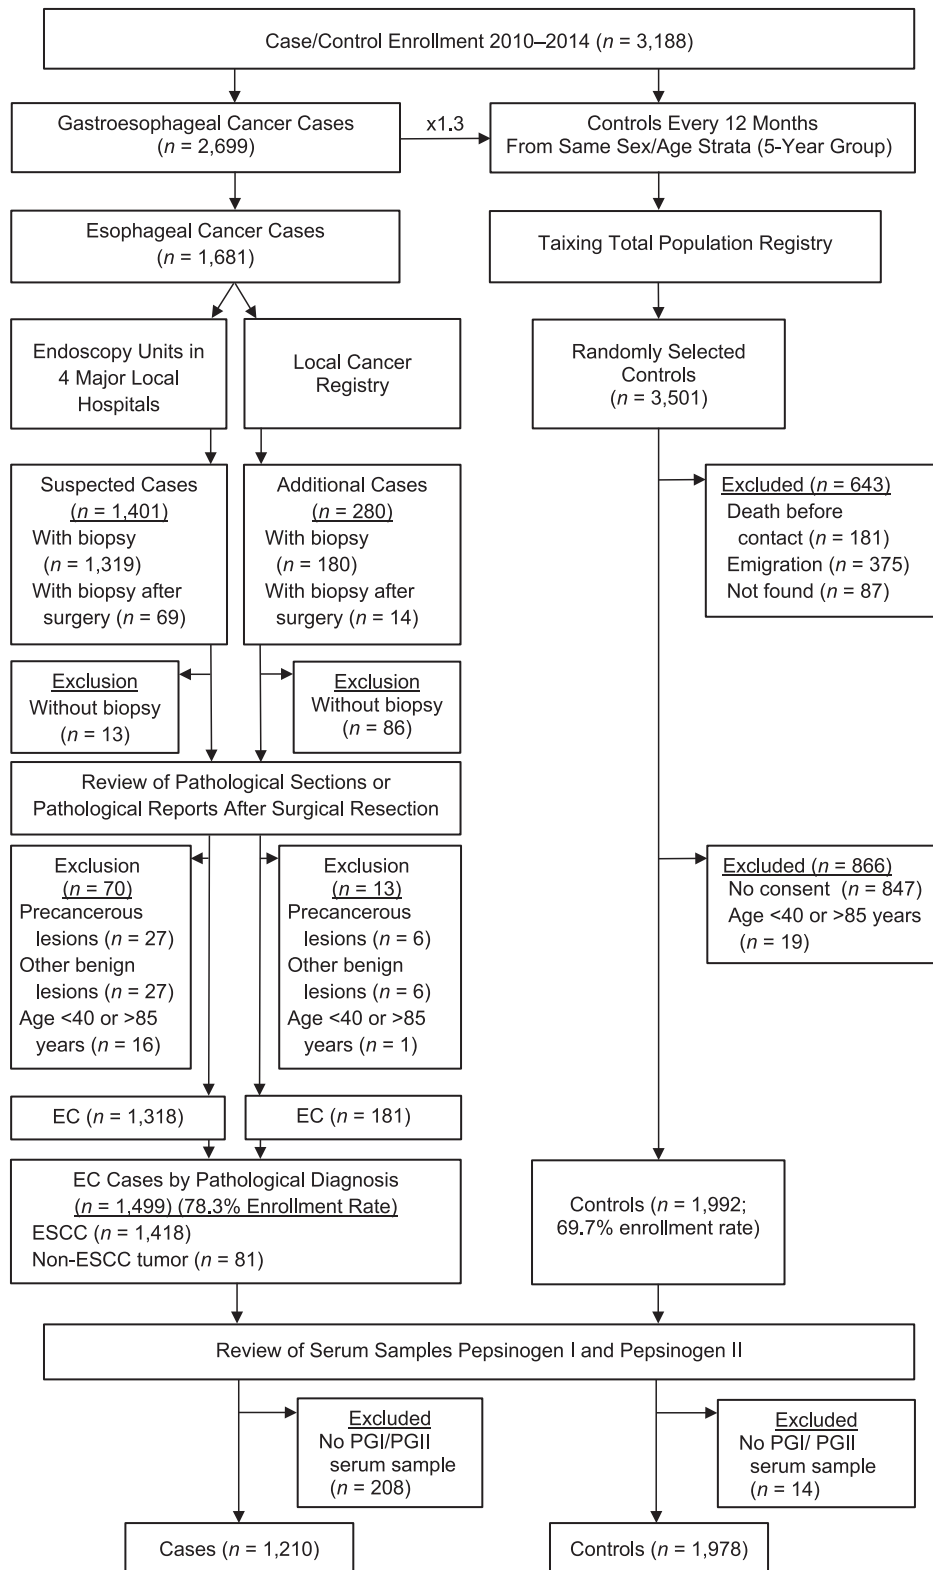 Case/Control Enrollment 2010–2014 (n = 3,188)
Gastroesophageal Cancer Cases
(n = 2,699)
x1.3
Controls Every 12 Months
From Same Sex/Age Strata (5-Year Group)
Esophageal Cancer Cases
(n = 1,681)
Taixing Total Population Registry
Endoscopy Units in
4 Major Local
Hospitals
Local Cancer
Registry
Randomly Selected
Controls
(n = 3,501)
Suspected Cases
(n = 1,401)
With biopsy
(n = 1,319)
With biopsy after
surgery (n = 69)
Additional Cases
(n = 280)
With biopsy
(n = 180)
With biopsy after
surgery (n = 14)
Excluded (n = 643)
Death before
contact (n = 181)
Emigration (n = 375)
Not found (n = 87)
Exclusion
Without biopsy
(n = 13)
Exclusion
Without biopsy
(n = 86)
Review of Pathological Sections or
Pathological Reports After Surgical Resection
Exclusion
(n = 70)
Precancerous
lesions (n = 27)
Other benign
lesions (n = 27)
Age <40 or >85
years (n = 16)
Exclusion
(n = 13)
Precancerous
lesions (n = 6)
Other benign
lesions (n = 6)
Age <40 or >85
years (n = 1)
Excluded (n = 866)
No consent (n = 847)
Age <40 or >85 years
(n = 19)
EC (n = 1,318)
EC (n = 181)
EC Cases by Pathological Diagnosis
(n = 1,499) (78.3% Enrollment Rate)
ESCC (n = 1,418)
Non-ESCC tumor (n = 81)
Controls (n = 1,992;
69.7% enrollment rate)
Review of Serum Samples Pepsinogen I and Pepsinogen II
Excluded
No PGI/PGII
serum sample
(n = 208)
Excluded
No PGI/ PGII
serum sample
(n = 14)
Cases (n = 1,210)
Controls (n = 1,978)